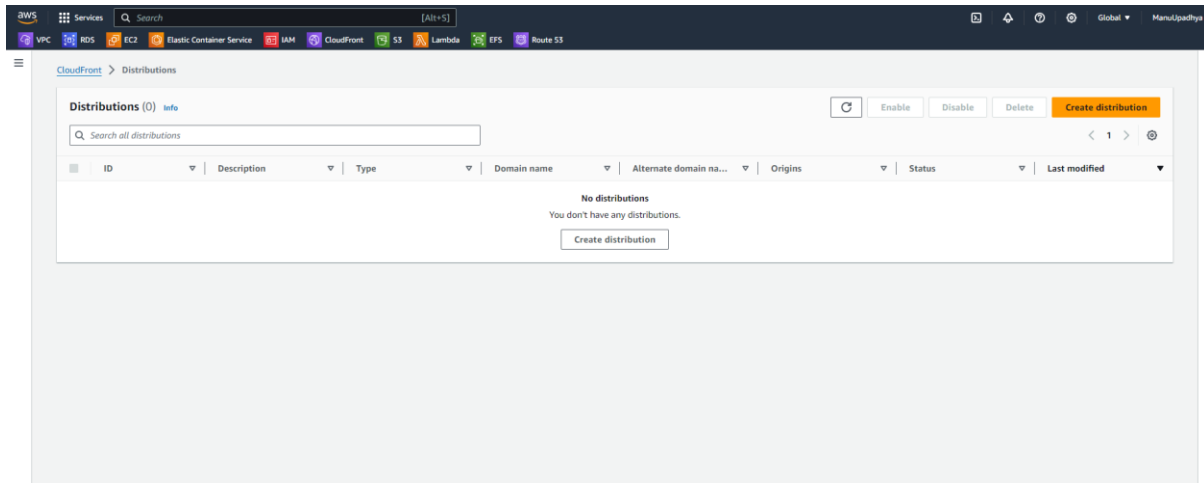 aws Services Search [Alt+S] Global ManuUpadhya
VPC RDS EC2 Elastic Container Service IAM CloudFront S3 Lambda EFS Route 53
CloudFront > Distributions
Distributions (0) Info Enable Disable Delete Create distribution
Search all distributions < 1 >
ID Description Type Domain name Alternate domain na... Origins Status Last modified
No distributions
You don't have any distributions.
Create distribution